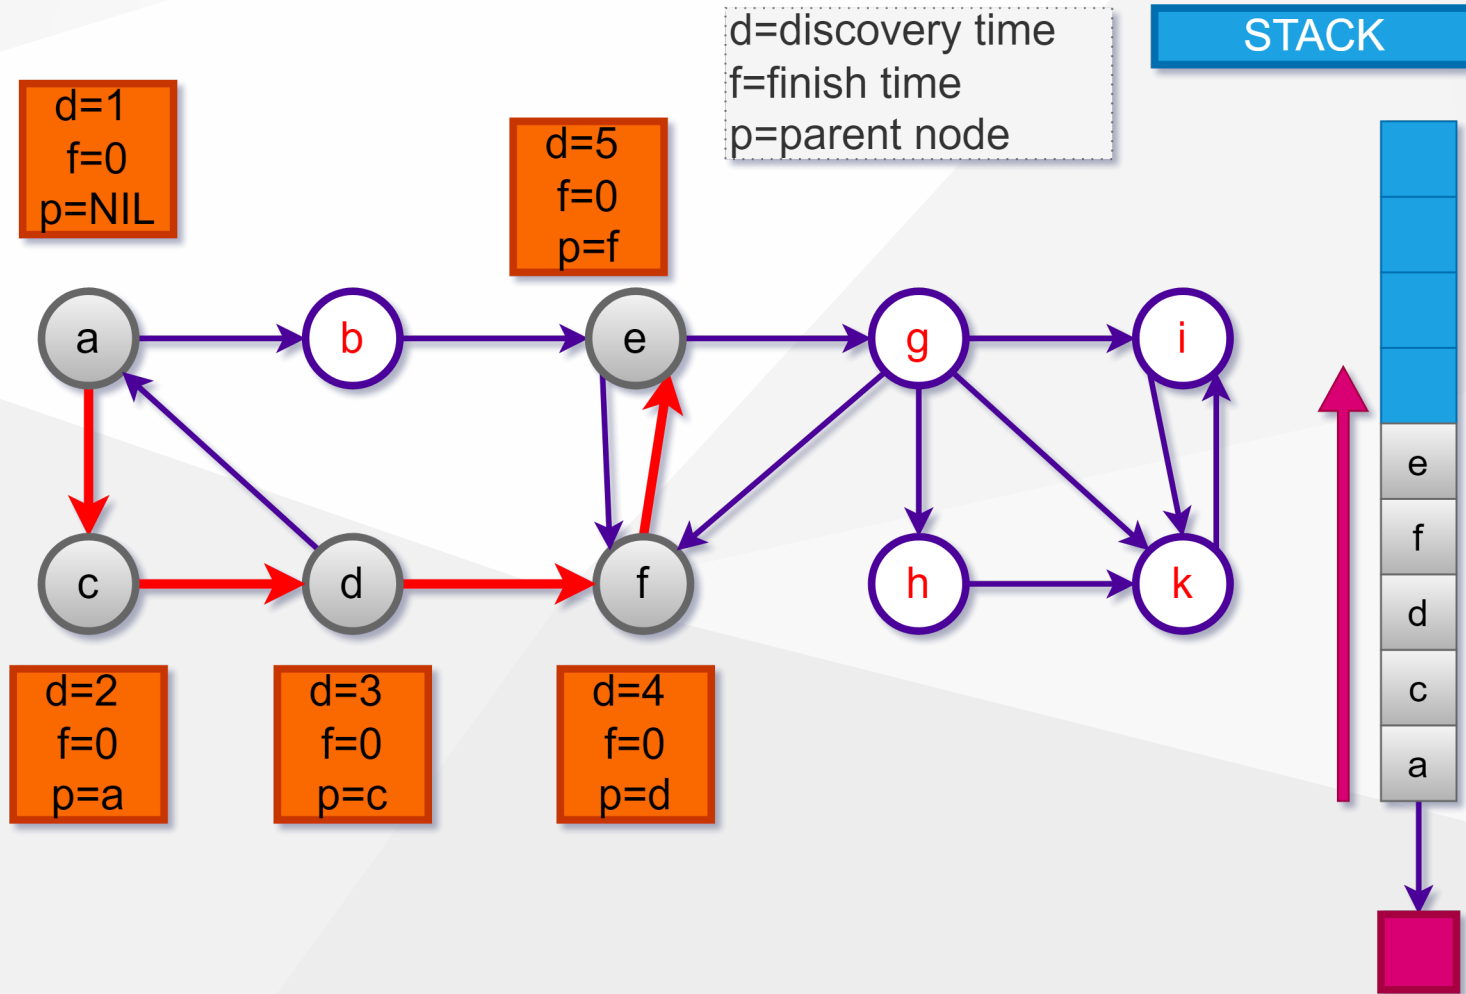 d=discovery time
f=finish time
p=parent node
STACK
d=1
f=0
p=NIL
d=5
f=0
p=f
a
b
e
g
i
c
d
f
h
k
d=2
f=0
p=a
d=3
f=0
p=c
d=4
f=0
p=d
e
f
d
c
a